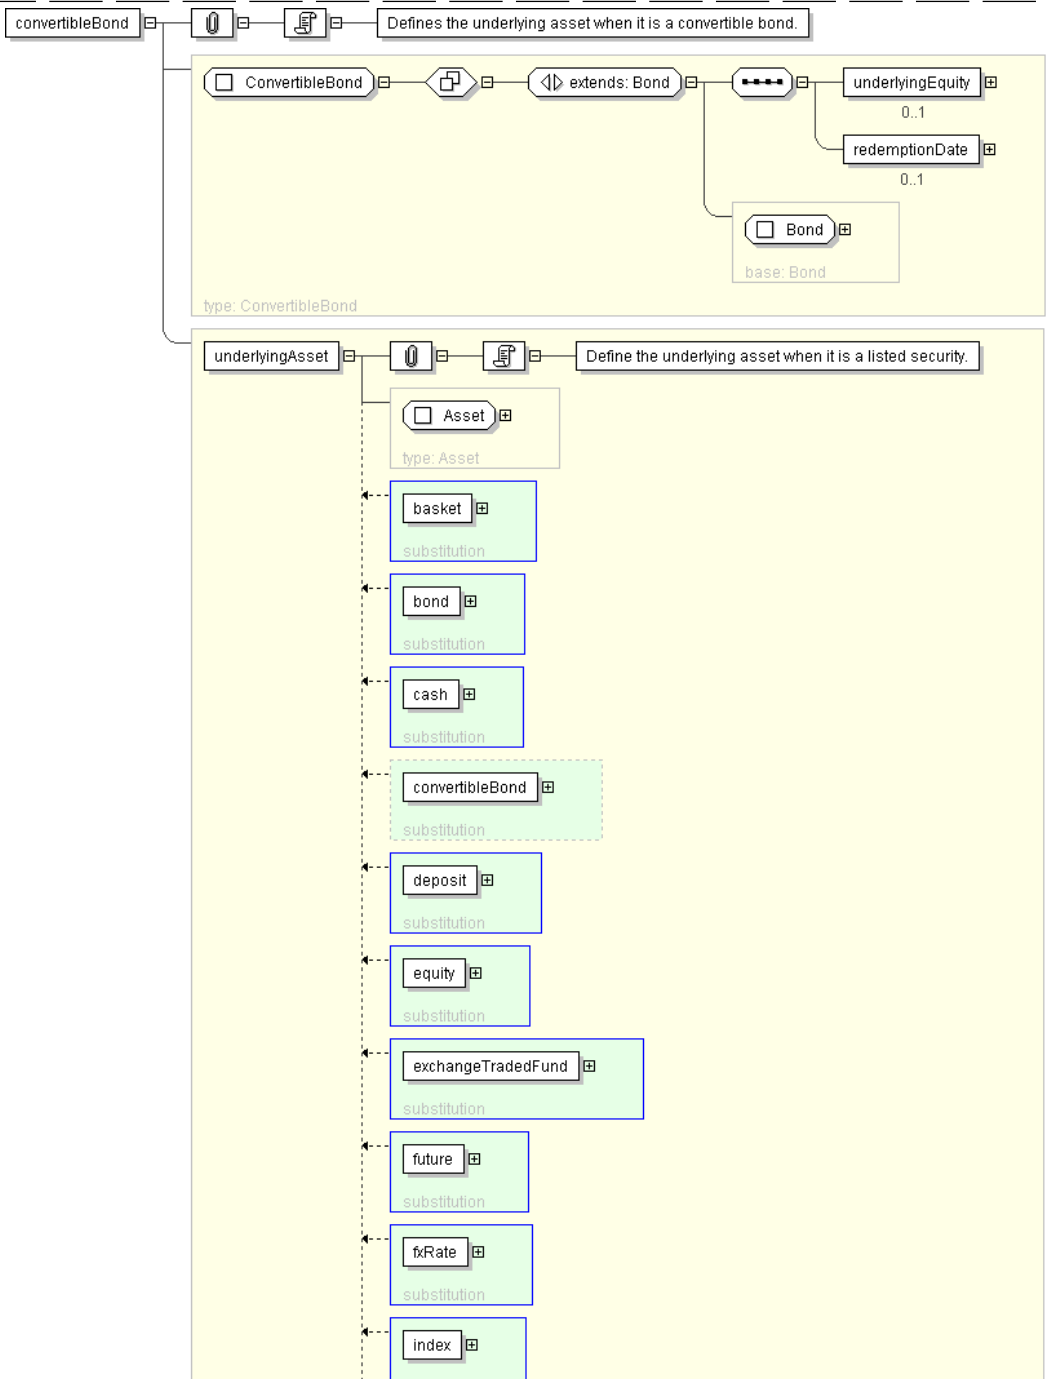 convertibleBond
Defines the underlying asset when it is a convertible bond.
ConvertibleBond
extends: Bond
underlyingEquity
0..1
redemptionDate
0..1
Bond
base: Bond
type: ConvertibleBond
underlyingAsset
Define the underlying asset when it is a listed security.
Asset
type: Asset
basket
substitution
bond
substitution
cash
substitution
convertibleBond
substitution
deposit
substitution
equity
substitution
exchangeTradedFund
substitution
future
substitution
fxRate
substitution
index